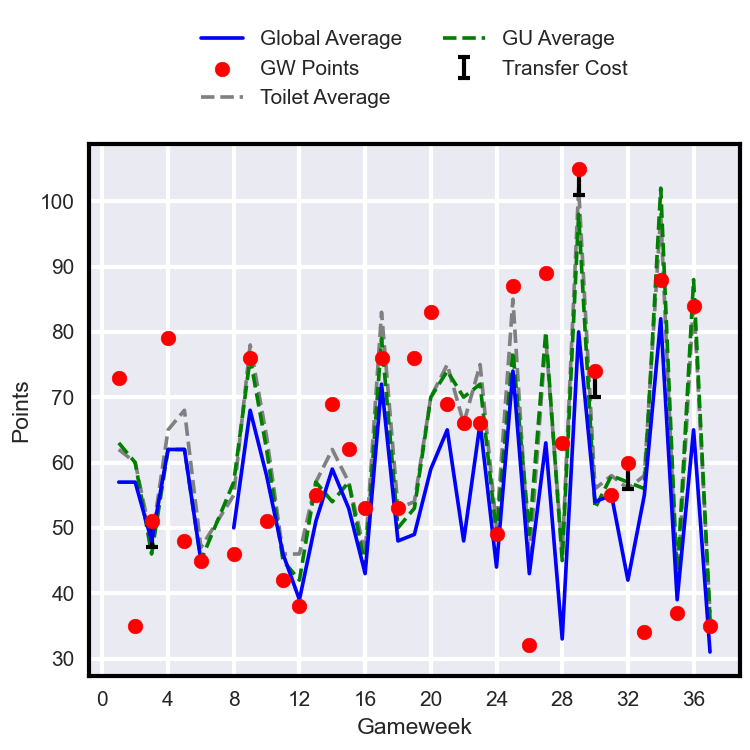 Global Average
GW Points
Toilet Average
GU Average
Transfer Cost
100
90
80
70
60
50
40
30
Points
0 4 8 12 16 20 24 28 32 36
Gameweek